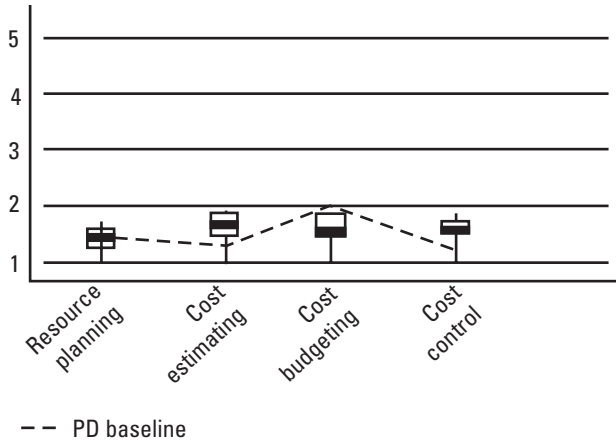 5
4
3
2
1
Resource
planning
Cost
estimating
Cost
budgeting
Cost
control
PD baseline